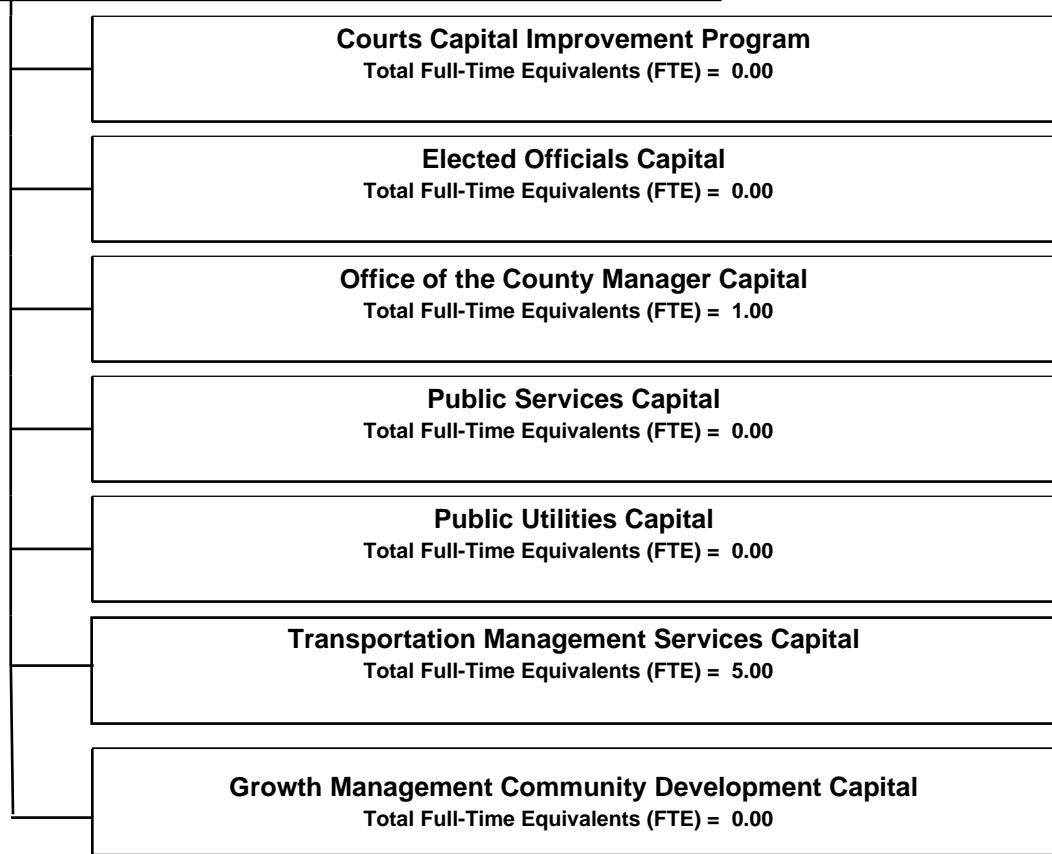 Courts Capital Improvement Program
Total Full-Time Equivalents (FTE) = 0.00
Elected Officials Capital
Total Full-Time Equivalents (FTE) = 0.00
Office of the County Manager Capital
Total Full-Time Equivalents (FTE) = 1.00
Public Services Capital
Total Full-Time Equivalents (FTE) = 0.00
Public Utilities Capital
Total Full-Time Equivalents (FTE) = 0.00
Transportation Management Services Capital
Total Full-Time Equivalents (FTE) = 5.00
Growth Management Community Development Capital
Total Full-Time Equivalents (FTE) = 0.00